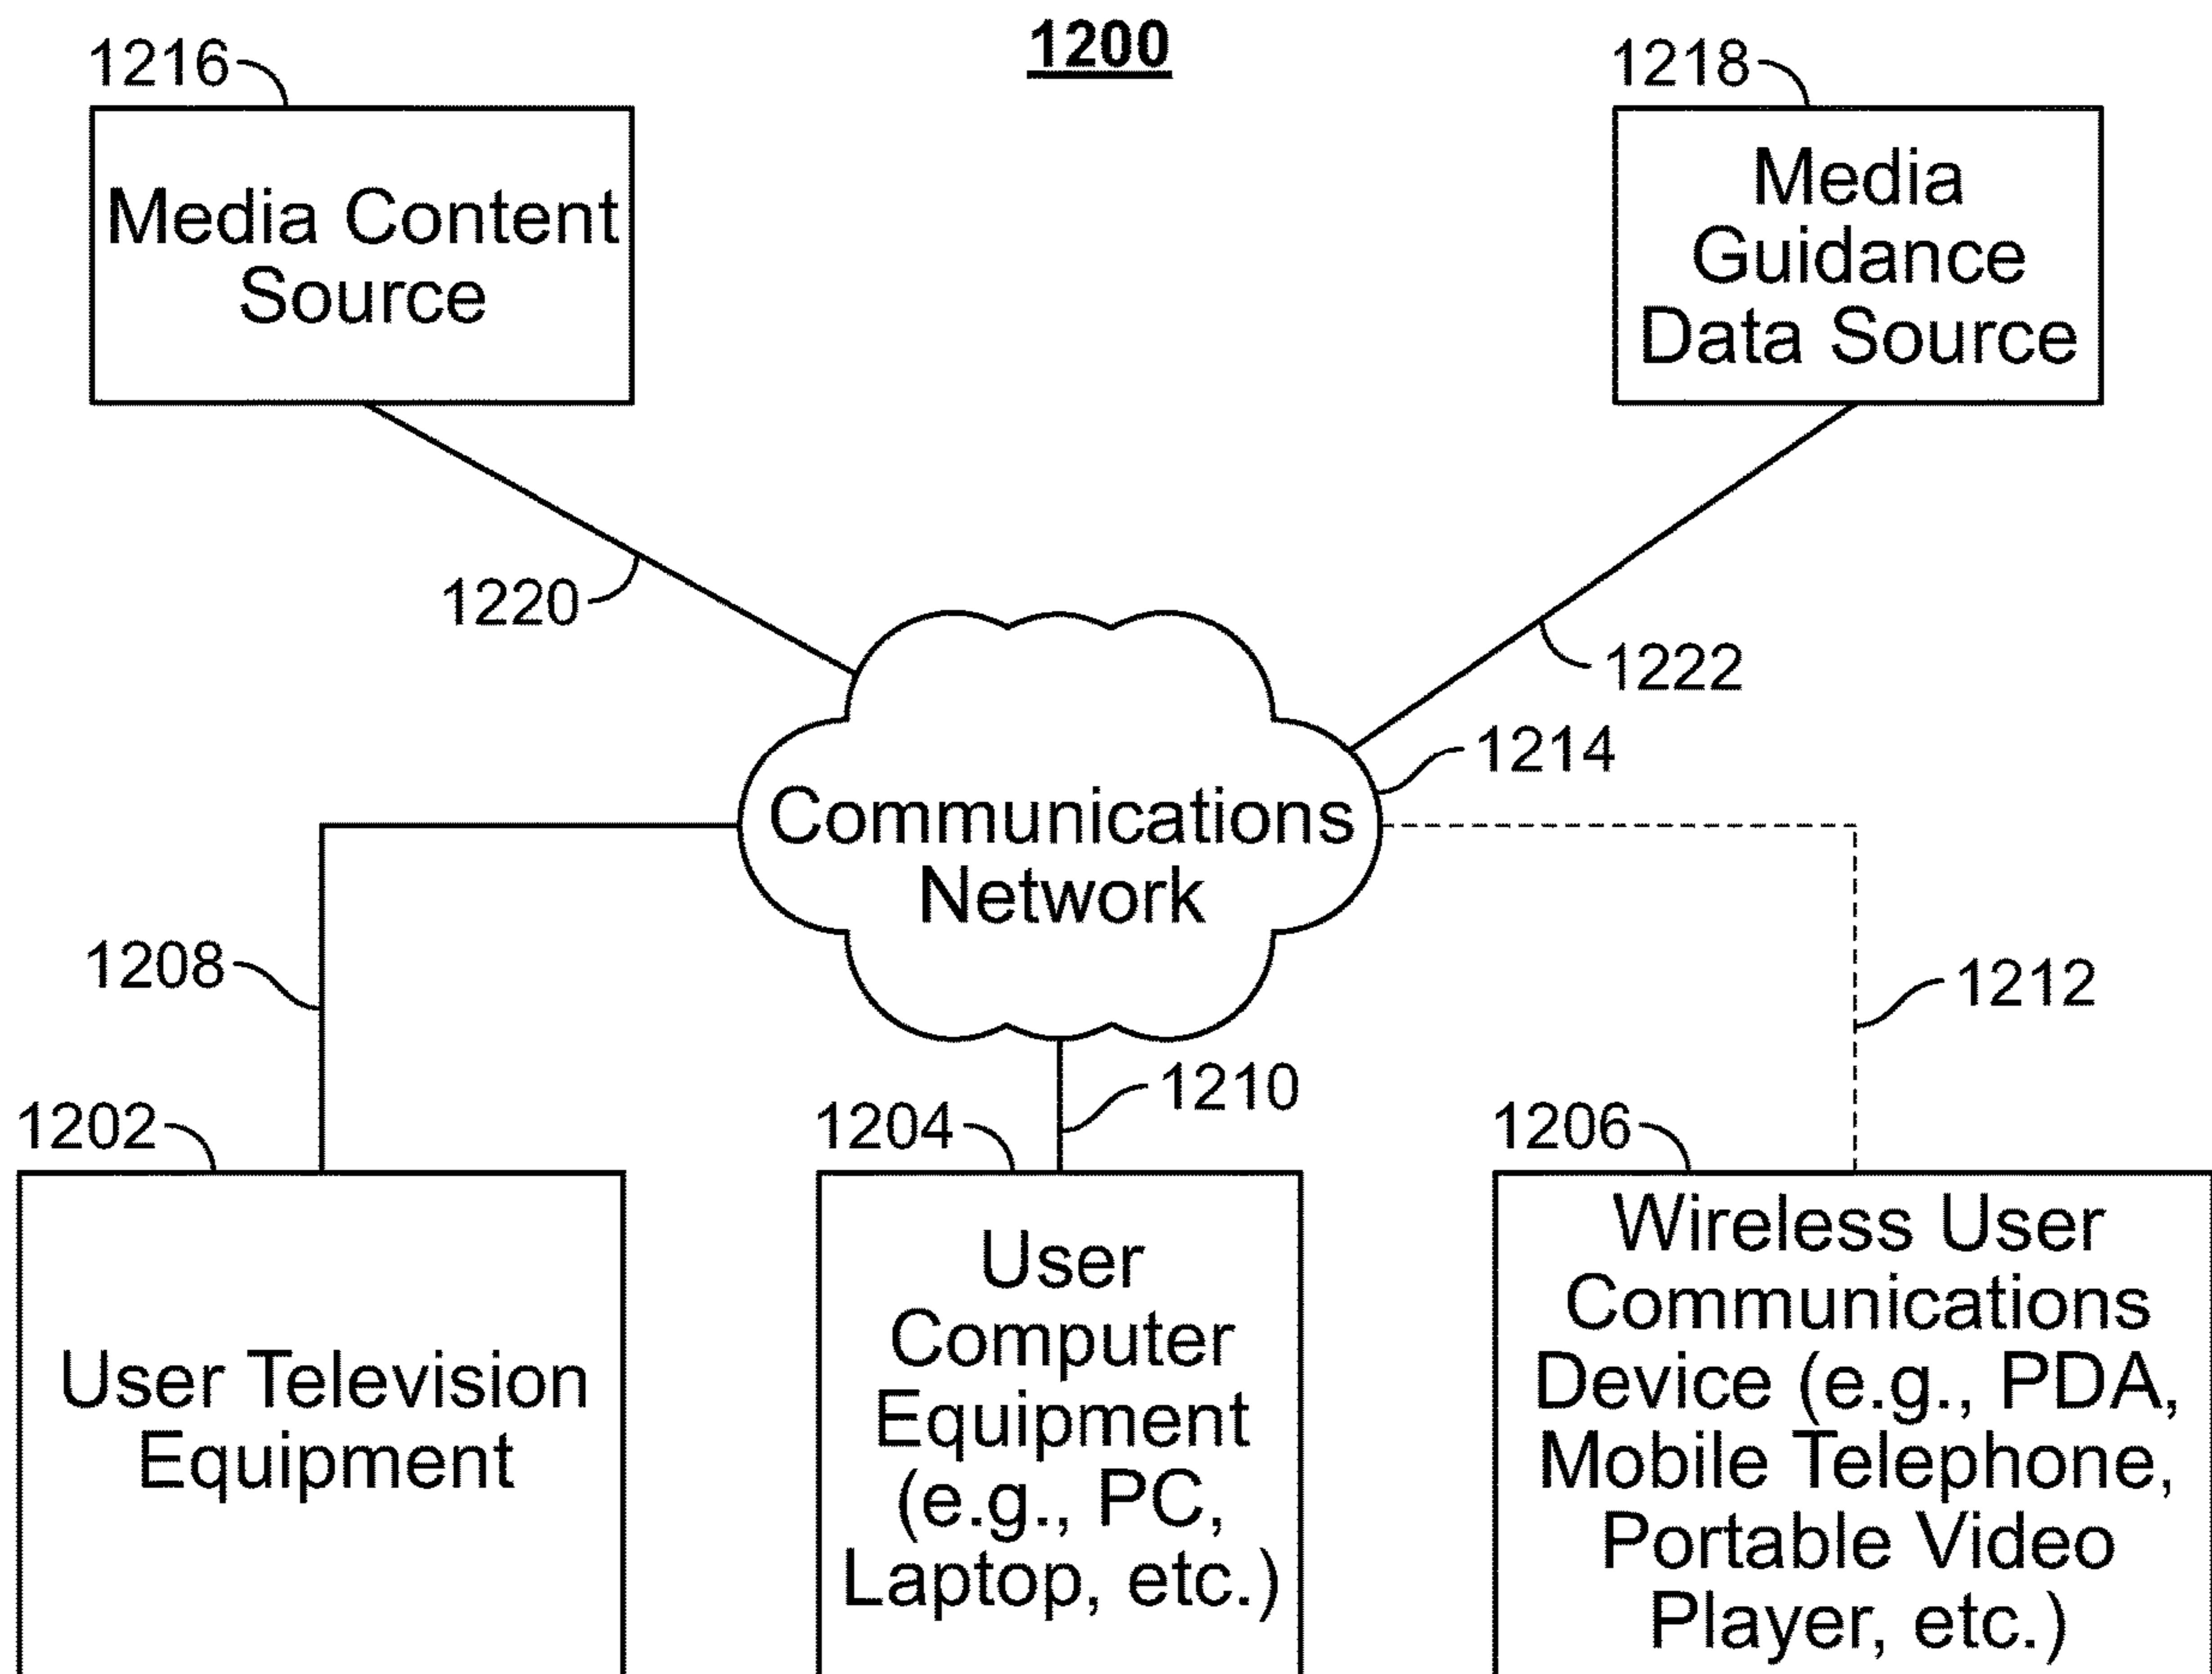 1200
1216
1218
Media Content
Source
Media
Guidance
Data Source
1220
1222
1214
Communications
Network
1208
1212
1210
1202
1204
1206
User Television
Equipment
User
Computer
Equipment
(e.g., PC,
Laptop, etc.)
Wireless User
Communications
Device (e.g., PDA,
Mobile Telephone,
Portable Video
Player, etc.)